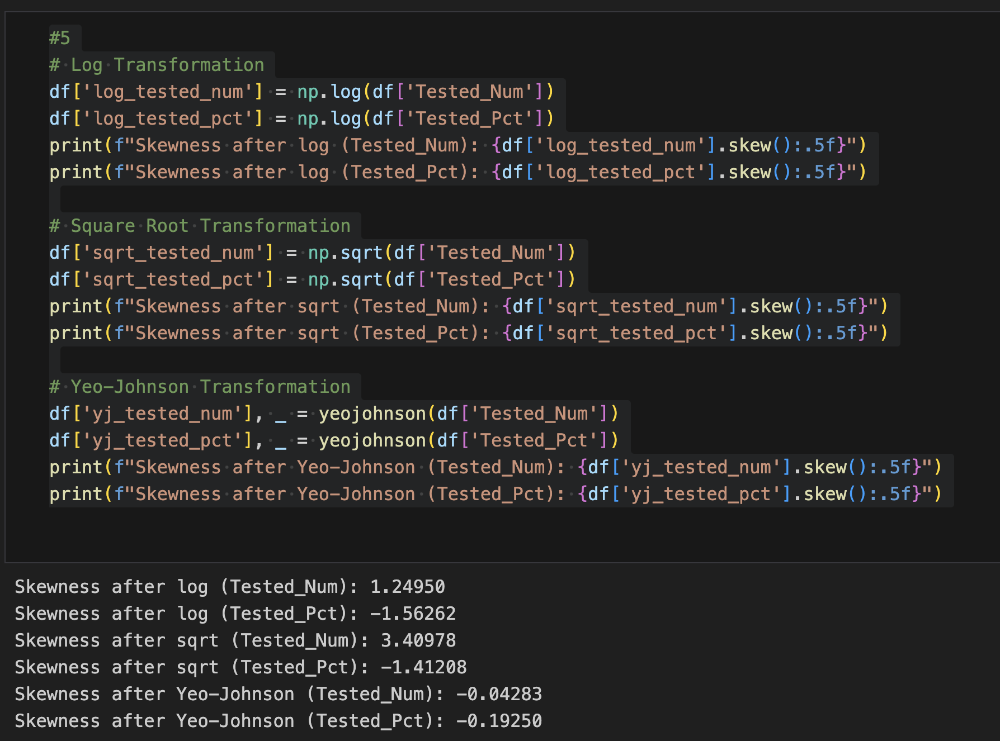 #5
# Log Transformation
df['log_tested_num'] = np.log(df['Tested_Num'])
df['log_tested_pct'] = np.log(df['Tested_Pct'])
print(f"Skewness after log (Tested_Num): {df['log_tested_num'].skew():.5f}")
print(f"Skewness after log (Tested_Pct): {df['log_tested_pct'].skew():.5f}")
# Square Root Transformation
df['sqrt_tested_num'] = np.sqrt(df['Tested_Num'])
df['sqrt_tested_pct'] = np.sqrt(df['Tested_Pct'])
print(f"Skewness after sqrt (Tested_Num): {df['sqrt_tested_num'].skew():.5f}")
print(f"Skewness after sqrt (Tested_Pct): {df['sqrt_tested_pct'].skew():.5f}")
# Yeo-Johnson Transformation
df['yj_tested_num'], _ = yeojohnson(df['Tested_Num'])
df['yj_tested_pct'], _ = yeojohnson(df['Tested_Pct'])
print(f"Skewness after Yeo-Johnson (Tested_Num): {df['yj_tested_num'].skew():.5f}")
print(f"Skewness after Yeo-Johnson (Tested_Pct): {df['yj_tested_pct'].skew():.5f}")
Skewness after log (Tested_Num): 1.24950
Skewness after log (Tested_Pct): -1.56262
Skewness after sqrt (Tested_Num): 3.40978
Skewness after sqrt (Tested_Pct): -1.41208
Skewness after Yeo-Johnson (Tested_Num): -0.04283
Skewness after Yeo-Johnson (Tested_Pct): -0.19250